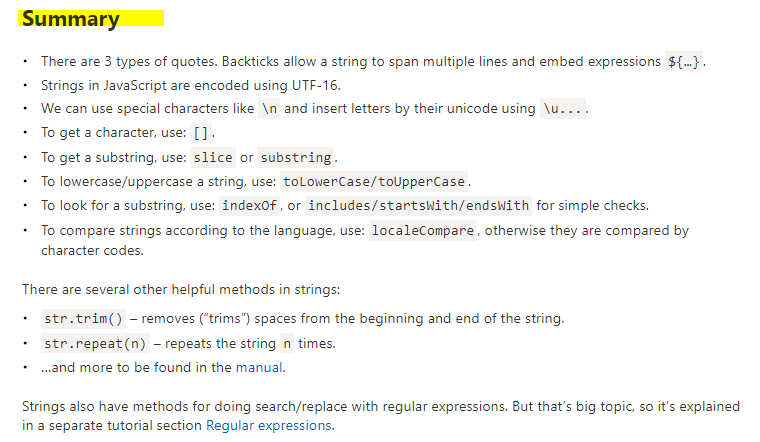 Summary
• There are 3 types of quotes. Backticks allow a string to span multiple lines and embed expressions ${…}.
• Strings in JavaScript are encoded using UTF-16.
• We can use special characters like \n and insert letters by their unicode using \u....
• To get a character, use: [].
• To get a substring, use: slice or substring.
• To lowercase/uppercase a string, use: toLowerCase/toUpperCase.
• To look for a substring, use: indexOf, or includes/startsWith/endsWith for simple checks.
• To compare strings according to the language, use: localeCompare, otherwise they are compared by
character codes.
There are several other helpful methods in strings:
• str.trim() – removes (“trims”) spaces from the beginning and end of the string.
• str.repeat(n) – repeats the string n times.
• …and more to be found in the manual.
Strings also have methods for doing search/replace with regular expressions. But that’s big topic, so it’s explained
in a separate tutorial section Regular expressions.